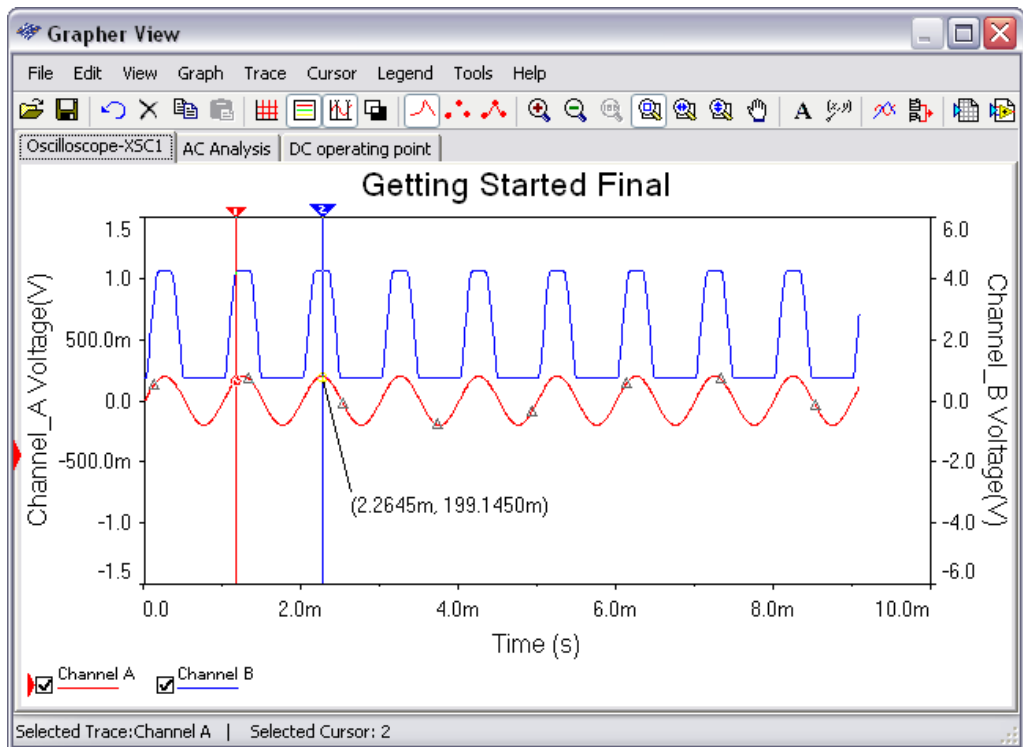 Grapher View
File Edit View Graph Trace Cursor Legend Tools Help
A (x,y)
Oscilloscope-XSC1 AC Analysis DC operating point
Getting Started Final
1 2
1.5 6.0
1.0 4.0
500.0m 2.0
0.0 0.0
-500.0m -2.0
-1.0 -4.0
-1.5 -6.0
Channel_A Voltage(V)
Channel_B Voltage(V)
(2.2645m, 199.1450m)
0.0 2.0m 4.0m 6.0m 8.0m 10.0m
Time (s)
Channel A Channel B
Selected Trace:Channel A | Selected Cursor: 2